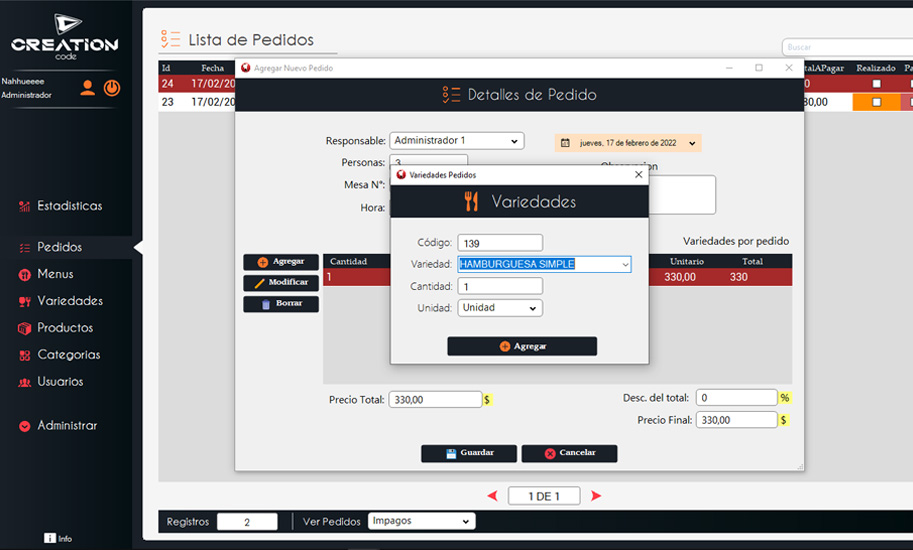 CREATION
code
Nahhueeee
Administrador
Estadisticas
Pedidos
Menus
Variedades
Productos
Categorias
Usuarios
Administrar
Info
Lista de Pedidos
Buscar
Id Fecha talAPagar Realizado Pa
24 17/02/20 0
23 17/02/20 30,00
Agregar Nuevo Pedido
Detalles de Pedido
Responsable: Administrador 1
jueves, 17 de febrero de 2022
Personas: 3
Mesa N°:
Hora:
Variedades por pedido
Agregar
Modificar
Borrar
Cantidad Unitario Total
1 330,00 330
Variedades Pedidos
Variedades
Código: 139
Variedad: HAMBURGUESA SIMPLE
Cantidad: 1
Unidad: Unidad
Agregar
Precio Total: 330,00 $
Desc. del total: 0 %
Precio Final: 330,00 $
Guardar Cancelar
1 DE 1
Registros 2 Ver Pedidos Impagos